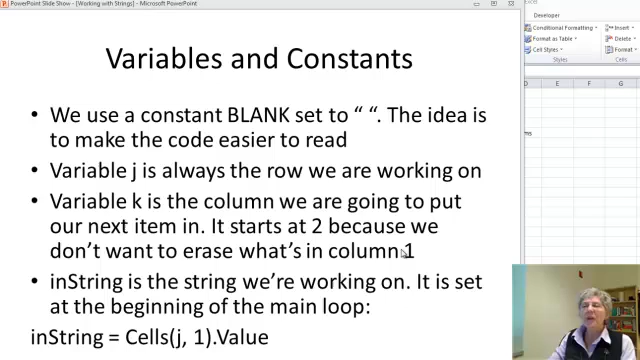 PowerPoint Slide Show - [Working with Strings] - Microsoft PowerPoint
Excel
Developer
Conditional Formatting
Format as Table
Cell Styles
Styles
Insert
Delete
Format
Cells
Variables and Constants
• We use a constant BLANK set to “ “. The idea is
to make the code easier to read
• Variable j is always the row we are working on
• Variable k is the column we are going to put
our next item in. It starts at 2 because we
don’t want to erase what’s in column 1
• inString is the string we’re working on. It is set
at the beginning of the main loop:
inString = Cells(j, 1).Value
E F G H I